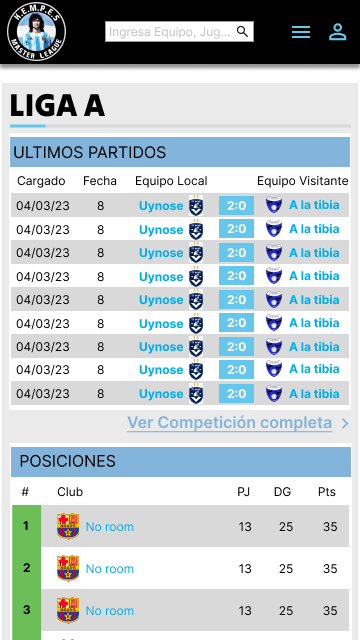 K.E.M.P.E.S
MASTER LEAGUE
Ingresa Equipo, Jug...
LIGA A
ULTIMOS PARTIDOS
Cargado Fecha Equipo Local Equipo Visitante
04/03/23 8 Uynose 2:0 A la tibia
04/03/23 8 Uynose 2:0 A la tibia
04/03/23 8 Uynose 2:0 A la tibia
04/03/23 8 Uynose 2:0 A la tibia
04/03/23 8 Uynose 2:0 A la tibia
04/03/23 8 Uynose 2:0 A la tibia
04/03/23 8 Uynose 2:0 A la tibia
04/03/23 8 Uynose 2:0 A la tibia
04/03/23 8 Uynose 2:0 A la tibia
Ver Competición completa
POSICIONES
# Club PJ DG Pts
1 No room 13 25 35
2 No room 13 25 35
3 No room 13 25 35